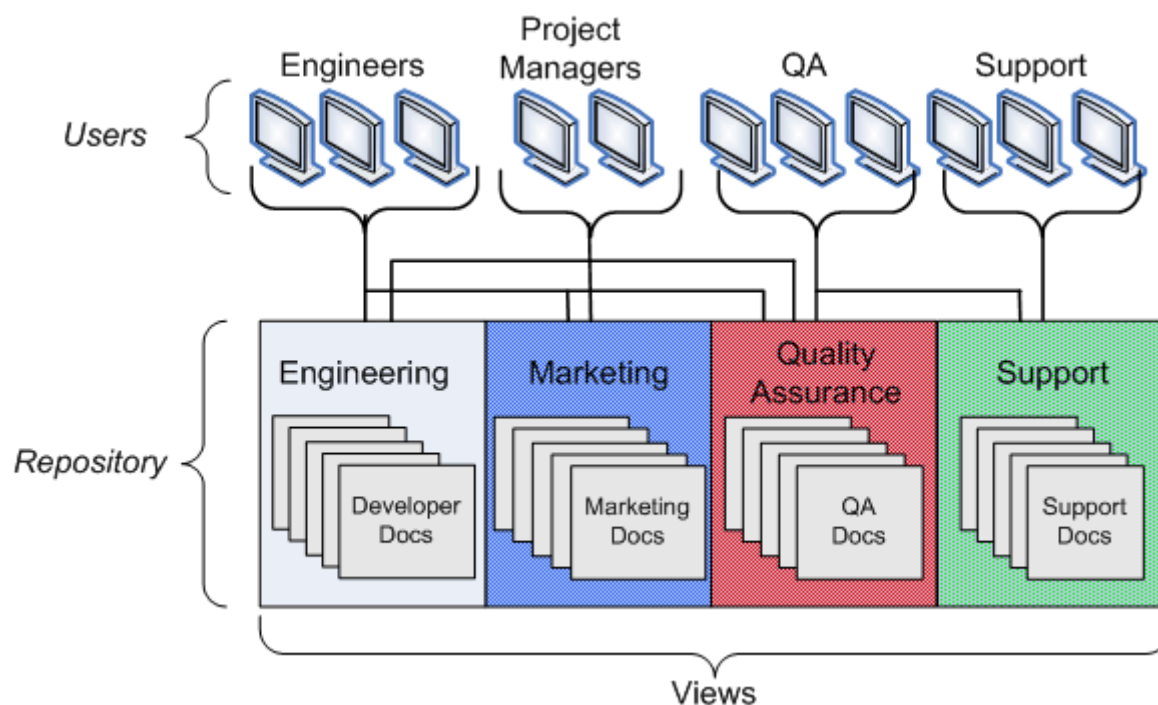 Engineers
Project
Managers
QA
Support
Users
Engineering
Marketing
Quality
Assurance
Support
Repository
Developer
Docs
Marketing
Docs
QA
Docs
Support
Docs
Views